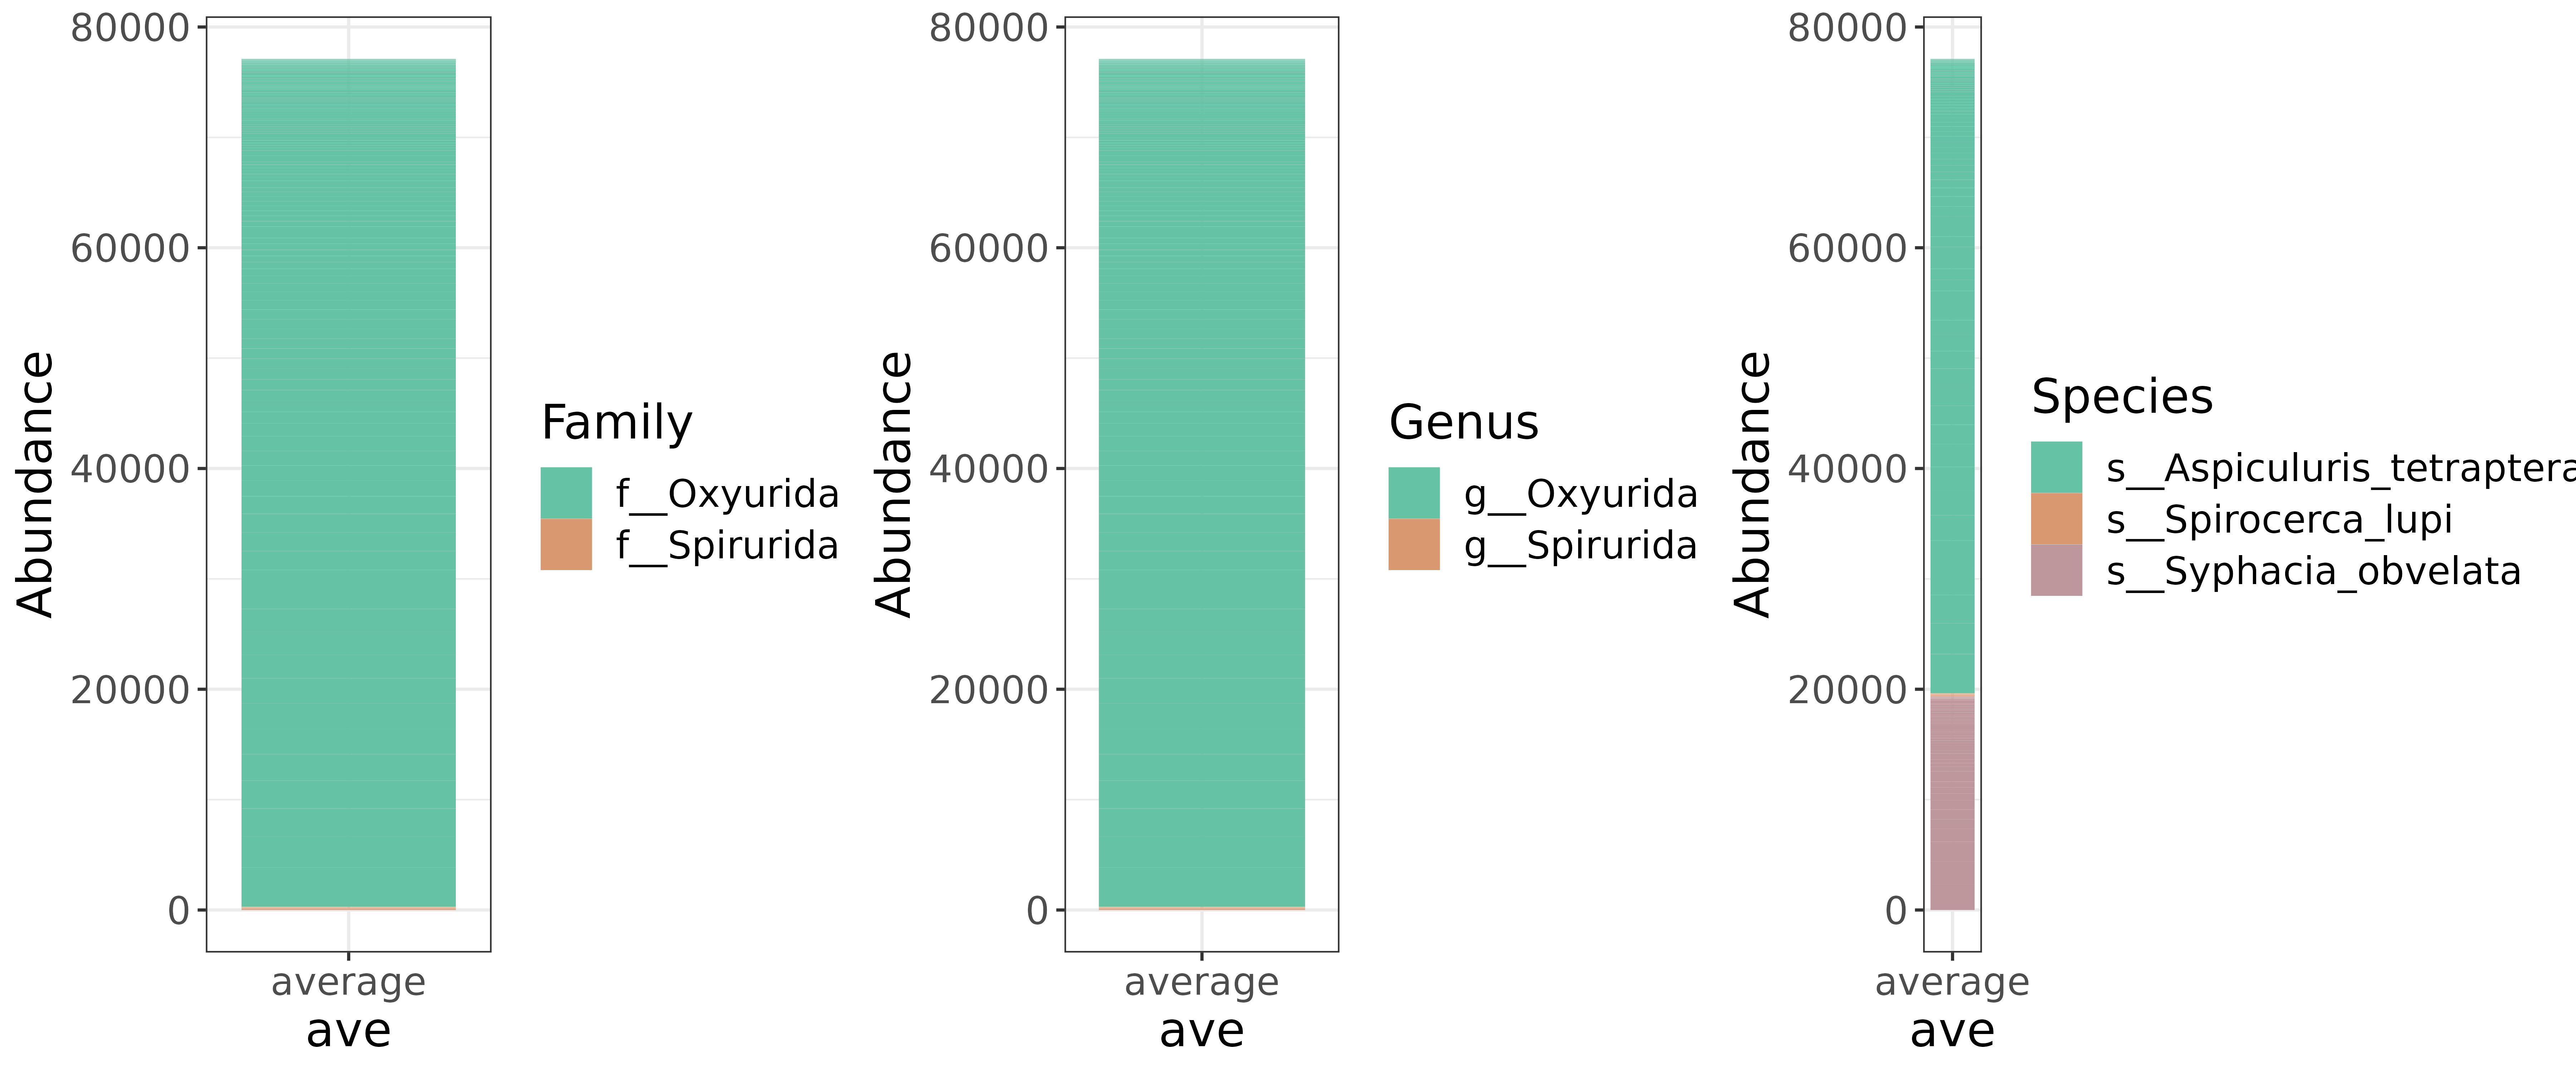 80000
60000
40000
20000
0
Abundance
average
ave
Family
f__Oxyurida
f__Spirurida
80000
60000
40000
20000
0
Abundance
average
ave
Genus
g__Oxyurida
g__Spirurida
80000
60000
40000
20000
0
Abundance
average
ave
Species
s__Aspiculuris_tetraptera
s__Spirocerca_lupi
s__Syphacia_obvelata